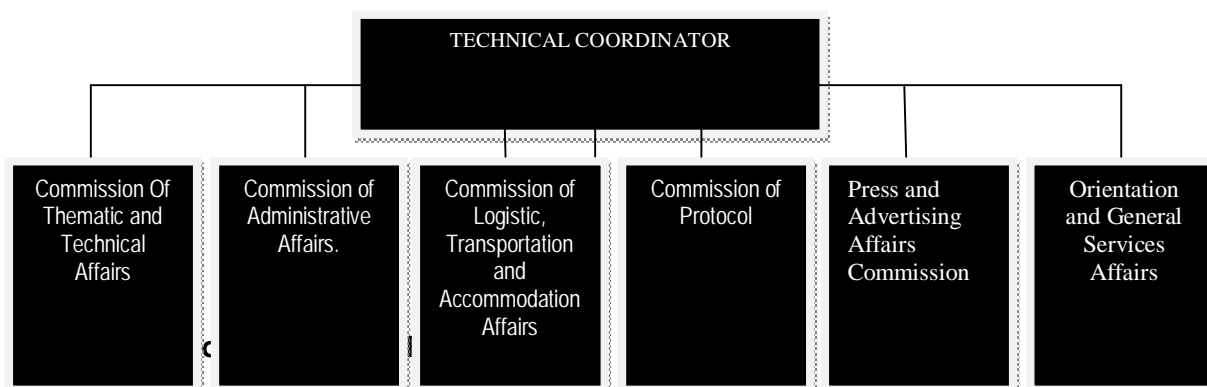 TECHNICAL COORDINATOR
Commission Of
Thematic and
Technical
Affairs
Commission of
Administrative
Affairs.
Commission of
Logistic,
Transportation
and
Accommodation
Affairs
Commission of
Protocol
Press and
Advertising
Affairs
Commission
Orientation
and General
Services
Affairs